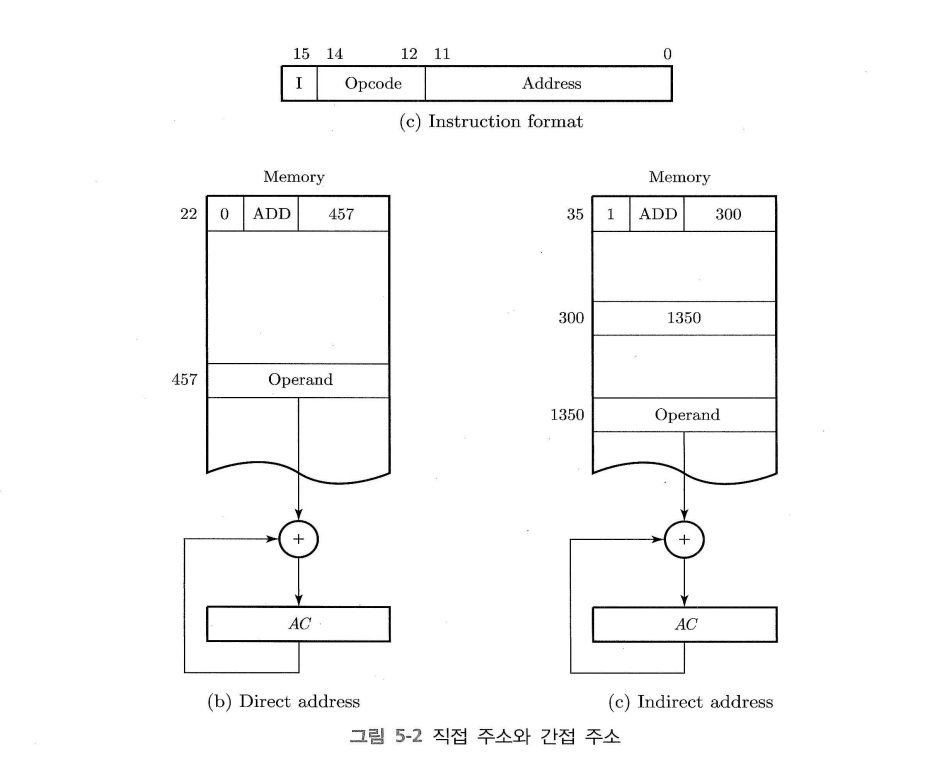 15 14 12 11 0
I Opcode Address
(c) Instruction format
Memory
22 0 ADD 457
457 Operand
+
AC
(b) Direct address
Memory
35 1 ADD 300
300 1350
1350 Operand
+
AC
(c) Indirect address
그림 5-2 직접 주소와 간접 주소